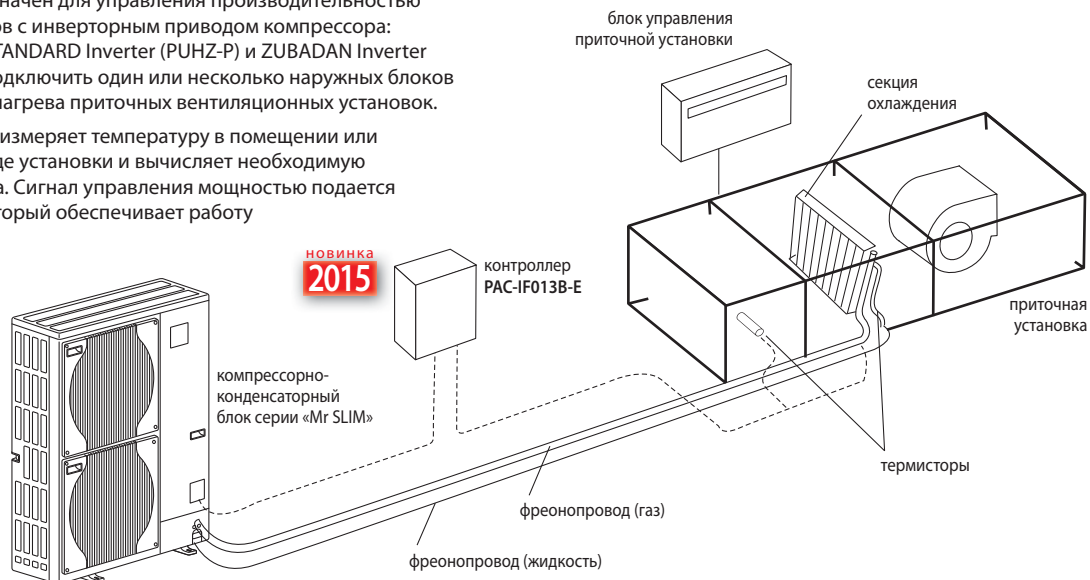 начен для управления производительностью
ов с инверторным приводом компрессора:
TANDARD Inverter (PUHZ-P) и ZUBADAN Inverter
одключить один или несколько наружных блоков
нагрева приточных вентиляционных установок.
измеряет температуру в помещении или
де установки и вычисляет необходимую
а. Сигнал управления мощностью подается
оторый обеспечивает работу
блок управления
приточной установки
секция
охлаждения
новинка
2015
контроллер
PAC-IF013B-E
приточная
установка
компрессорно-
конденсаторный
блок серии «Mr SLIM»
термисторы
фреонопровод (газ)
фреонопровод (жидкость)